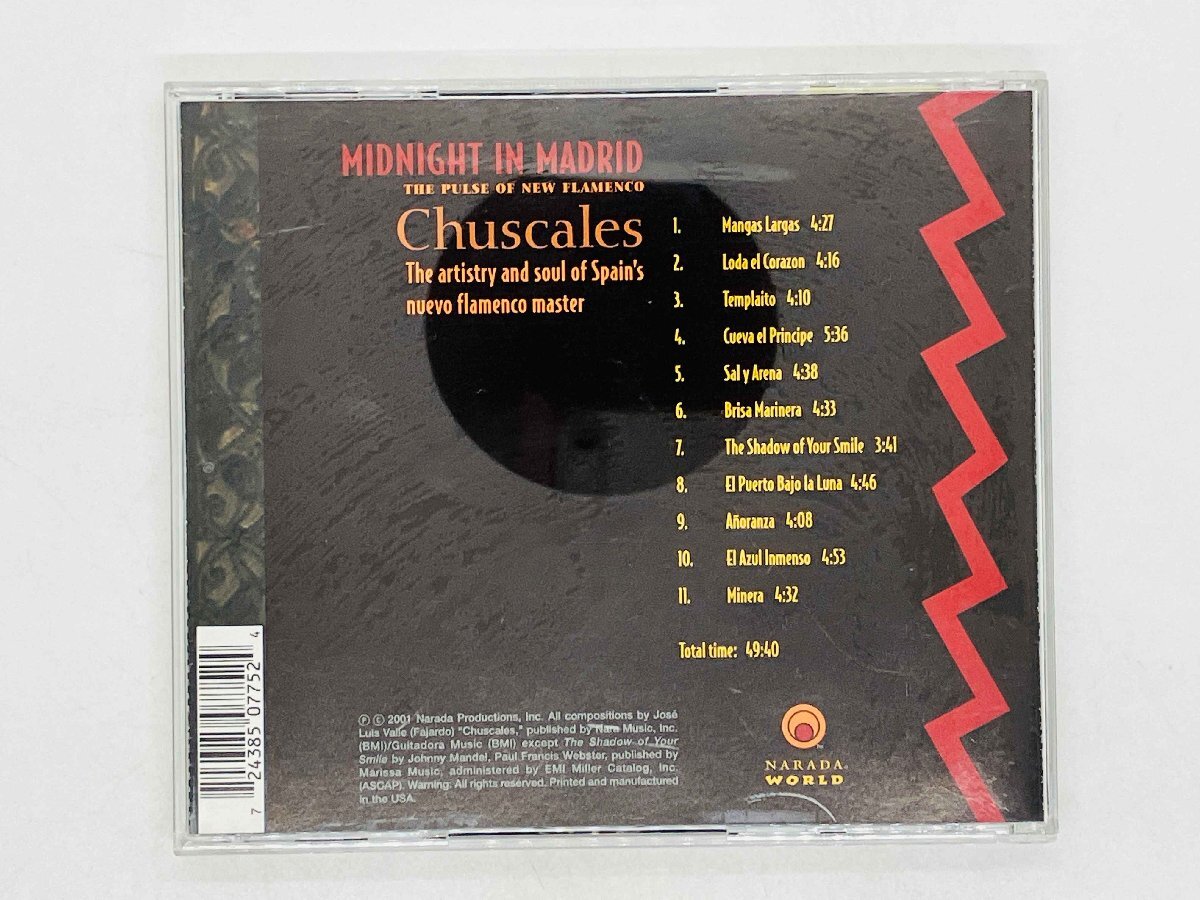 MIDNIGHT IN MADRID
THE PULSE OF NEW FLAMENCO
Chuscales
The artistry and soul of Spain's
nuevo flamenco master
1. Mangas Largas 4:27
2. Loda el Corazon 4:16
3. Templaito 4:10
4. Cueva el Principe 5:36
5. Sal y Arena 4:38
6. Brisa Marinera 4:33
7. The Shadow of Your Smile 3:41
8. El Puerto Bajo la Luna 4:46
9. Añoranza 4:08
10. El Azul Inmenso 4:53
11. Minera 4:32
Total time: 49:40
℗ © 2001 Narada Productions, Inc. All compositions by José
Luis Valle (Fajardo) "Chuscales," published by Nara Music, Inc.
(BMI)/Guitadora Music (BMI) except The Shadow of Your
Smile by Johnny Mandel, Paul Francis Webster, published by
Marissa Music, administered by EMI Miller Catalog, Inc.
(ASCAP). Warning: All rights reserved. Printed and manufactured
in the USA.
NARADA
WORLD
7 24385 07752 4